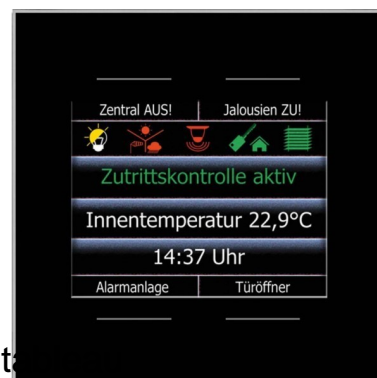 Zentral AUS! Jalousien ZU!
Zutrittskontrolle aktiv
Innentemperatur 22,9°C
14:37 Uhr
Alarmanlage Türöffner